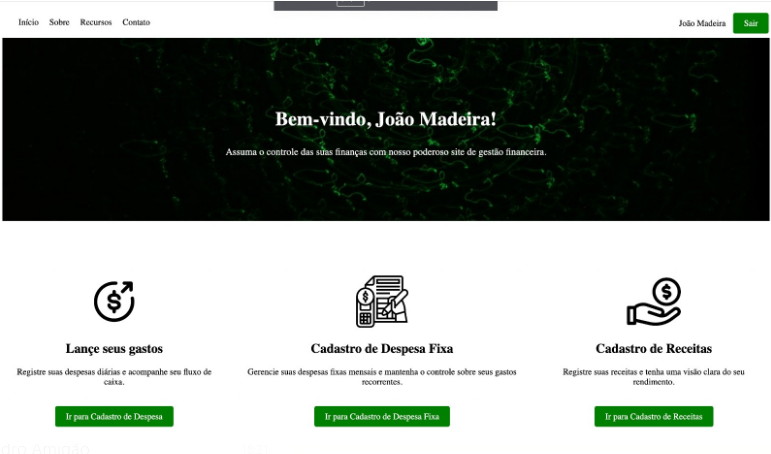 Início Sobre Recursos Contato João Madeira Sair
Bem-vindo, João Madeira!
Assuma o controle das suas finanças com nosso poderoso site de gestão financeira.
Lançe seus gastos
Registre suas despesas diárias e acompanhe seu fluxo de
caixa.
Ir para Cadastro de Despesa
Cadastro de Despesa Fixa
Gerencie suas despesas fixas mensais e mantenha o controle sobre seus gastos
recorrentes.
Ir para Cadastro de Despesa Fixa
Cadastro de Receitas
Registre suas receitas e tenha uma visão clara do seu
rendimento.
Ir para Cadastro de Receitas